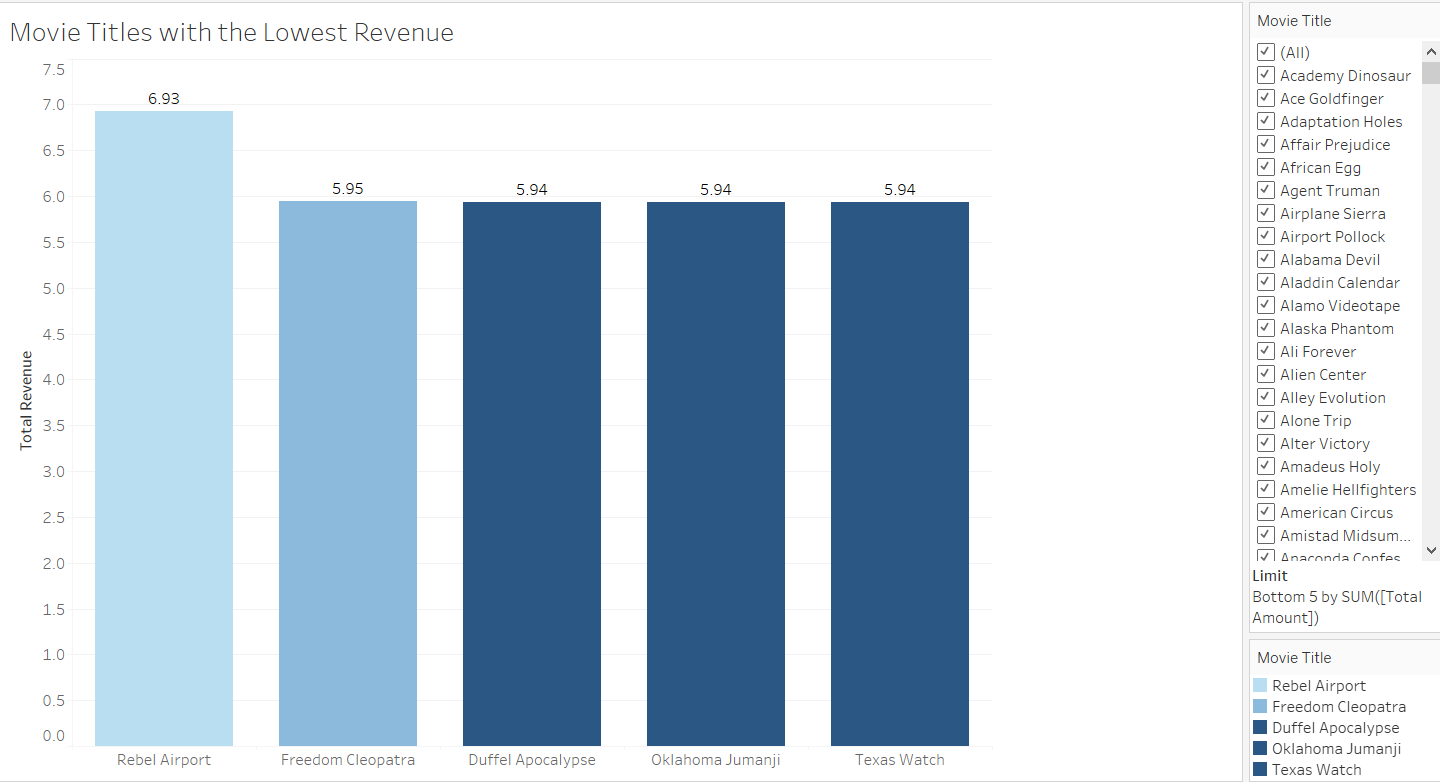 Movie Titles with the Lowest Revenue
7.5
7.0
6.5
6.0
5.5
5.0
4.5
4.0
3.5
3.0
2.5
2.0
1.5
1.0
0.5
0.0
Total Revenue
6.93
5.95
5.94
5.94
5.94
Rebel Airport
Freedom Cleopatra
Duffel Apocalypse
Oklahoma Jumanji
Texas Watch
Movie Title
(All)
Academy Dinosaur
Ace Goldfinger
Adaptation Holes
Affair Prejudice
African Egg
Agent Truman
Airplane Sierra
Airport Pollock
Alabama Devil
Aladdin Calendar
Alamo Videotape
Alaska Phantom
Ali Forever
Alien Center
Alley Evolution
Alone Trip
Alter Victory
Amadeus Holy
Amelie Hellfighters
American Circus
Amistad Midsum...
Anaconda Confes
Limit
Bottom 5 by SUM([Total
Amount])
Movie Title
Rebel Airport
Freedom Cleopatra
Duffel Apocalypse
Oklahoma Jumanji
Texas Watch